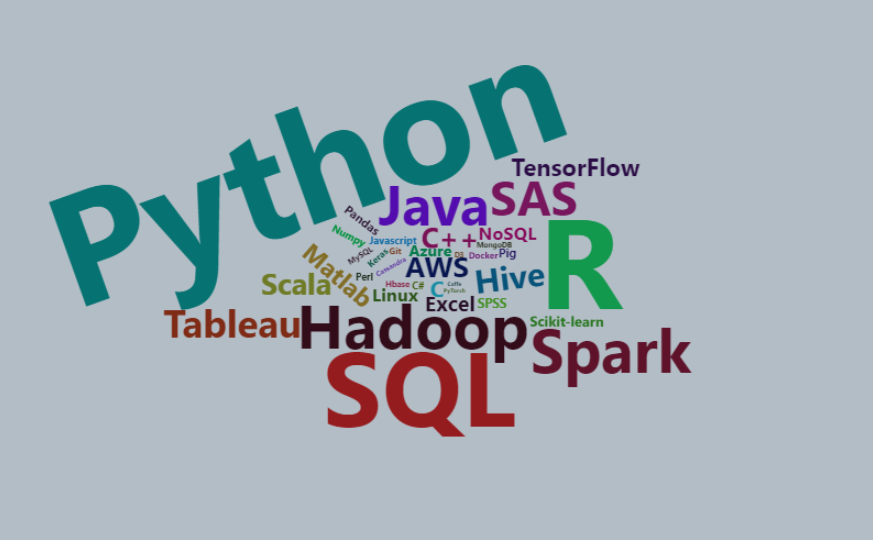 Python
TensorFlow
Java
SAS
Pandas
R
Numpy
Javascript
C++
NoSQL
MongoDB
MySQL
Keras
Git
Azure
D3
Docker
Pig
Matlab
Cassandra
AWS
Hive
Scala
Perl
Hbase
C#
C
Caffe
PyTorch
Linux
Excel
SPSS
Tableau
Hadoop
Scikit-learn
Spark
SQL